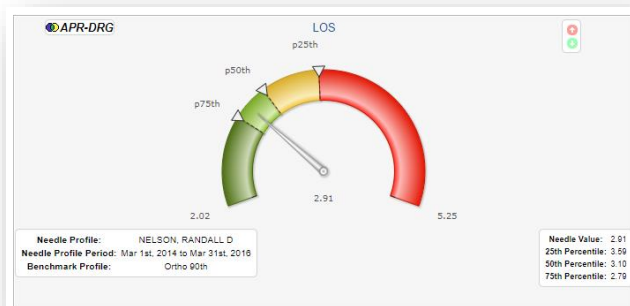 APR-DRG
LOS
p25th
p50th
p75th
2.91
2.02
5.25
Needle Profile: NELSON, RANDALL D
Needle Profile Period: Mar 1st, 2014 to Mar 31st, 2016
Benchmark Profile: Ortho 90th
Needle Value: 2.91
25th Percentile: 3.59
50th Percentile: 3.10
75th Percentile: 2.79